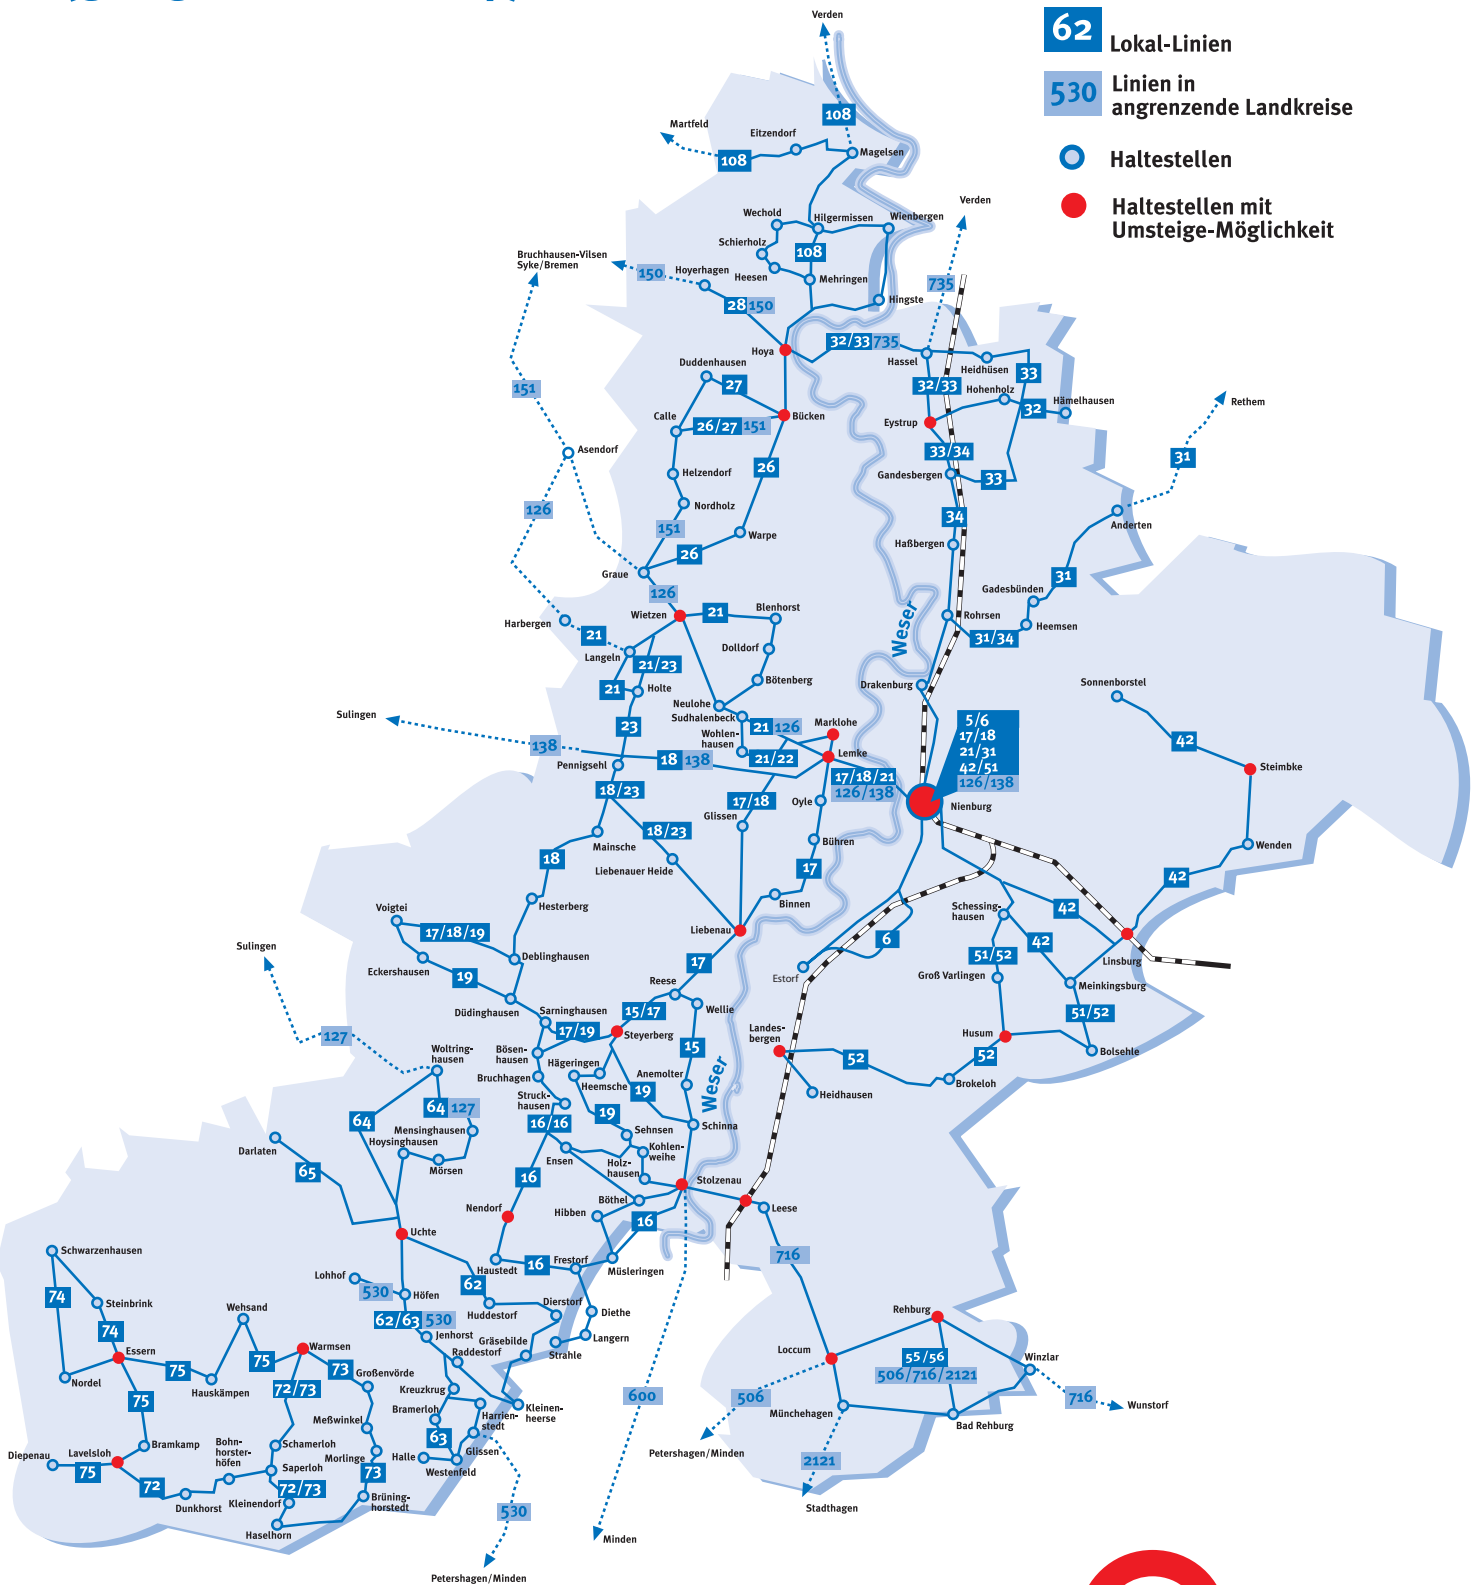 Verden
62
Lokal-Linien
530
Linien in
angrenzende Landkreise
Haltestellen
Haltestellen mit
Umsteige-Möglichkeit
108
Martfeld
Eitzendorf
108
Magelsen
Verden
Wechold
Hilgermissen
Wienbergen
Schierholz
108
Bruchhausen-Vilsen
Syke/Bremen
150
Hoyerhagen
Heesen
Mehringen
735
Hingste
28
150
32/33
735
Hoya
Hassel
Heidhüsen
33
Duddenhausen
27
32/33
Hohenholz
32
Hämelhausen
151
Rethem
Calle
26/27
151
Bücken
Eystrup
33/34
Asendorf
26
31
Helzendorf
Gandesbergen
33
126
Nordholz
34
Anderten
151
Warpe
Haßbergen
26
Graue
31
126
Gadesbünden
Weser
Wietzen
21
Blenhorst
Rohrsen
Harbergen
21
Heemsen
31/34
Langeln
21/23
Dolldorf
21
Holte
Bötenberg
Drakenburg
Sonnenborstel
Neulohe
Sudhalenbeck
Sulingen
23
21
126
Marklohe
5/6
17/18
21/31
42/51
126/138
Wohlen-
hausen
42
138
Pennigsehl
18
138
21/22
Lemke
Steimbke
17/18/21
126/138
18/23
17/18
Oyle
Nienburg
Glissen
18/23
Mainsche
Bühren
Wenden
18
Liebenauer Heide
17
42
Hesterberg
Binnen
Voigtei
Schessing-
hausen
42
17/18/19
Liebenau
6
42
Sulingen
Linsburg
Deblinghausen
17
51/52
Eckershausen
19
Estorf
Groß Varlingen
Meinkingsburg
Reese
Düdinghausen
Sarninghausen
15/17
Wellie
51/52
17/19
Steyerberg
Landes-
bergen
Husum
127
15
52
52
Bolsehle
Woltring-
hausen
Bösen-
hausen
Hägeringen
Anemolter
Weser
Bruchhagen
Heemsche
Brokeloh
19
Heidhausen
64
127
Struck-
hausen
64
19
Mensinghausen
16/16
Sehnsen
Schinna
Hoysinghausen
Darlaten
Kohlen-
weihe
Mörsen
Ensen
Holz-
hausen
65
16
Stolzenau
Böthel
Nendorf
Hibben
Leese
16
Uchte
716
Schwarzenhausen
Frestorf
16
Müsleringen
Haustedt
Lohhof
62
530
Höfen
74
Steinbrink
Dierstorf
Wehsand
Huddestorf
Diethe
62/63
530
Rehburg
74
Jenhorst
Gräsebilde
Langern
Essern
Warmsen
Raddestorf
Strahle
Loccum
55/56
Winzlar
75
75
73
Großenvörde
506/716/2121
Nordel
Hauskämpen
72/73
Kreuzkrug
600
506
716
75
Bramerloh
Harrien-
stedt
Kleinen-
heerse
Münchehagen
Wunstorf
Meßwinkel
Bad Rehburg
63
Diepenau
Lavelsloh
Bramkamp
Bohn-
horster-
höfen
Schamerloh
Morlinge
Halle
Glissen
Petershagen/Minden
75
Saperloh
73
Westenfeld
2121
72
72/73
Dunkhorst
Kleinendorf
Brüning-
horstedt
530
Stadthagen
Haselhorn
Minden
Petershagen/Minden